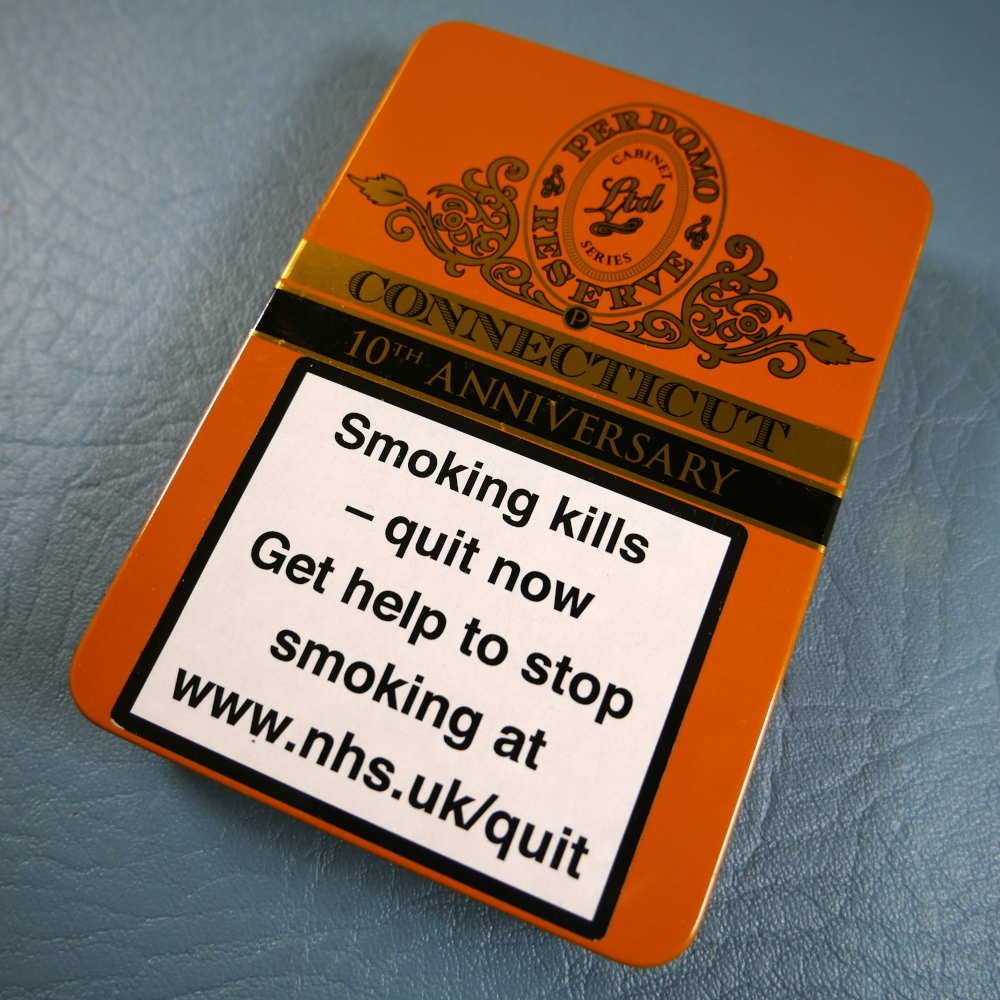 PERDOMO
CABINET
Ltd
SERIES
RESERVE
P
CONNECTICUT
10TH ANNIVERSARY
Smoking kills
– quit now
Get help to stop
smoking at
www.nhs.uk/quit